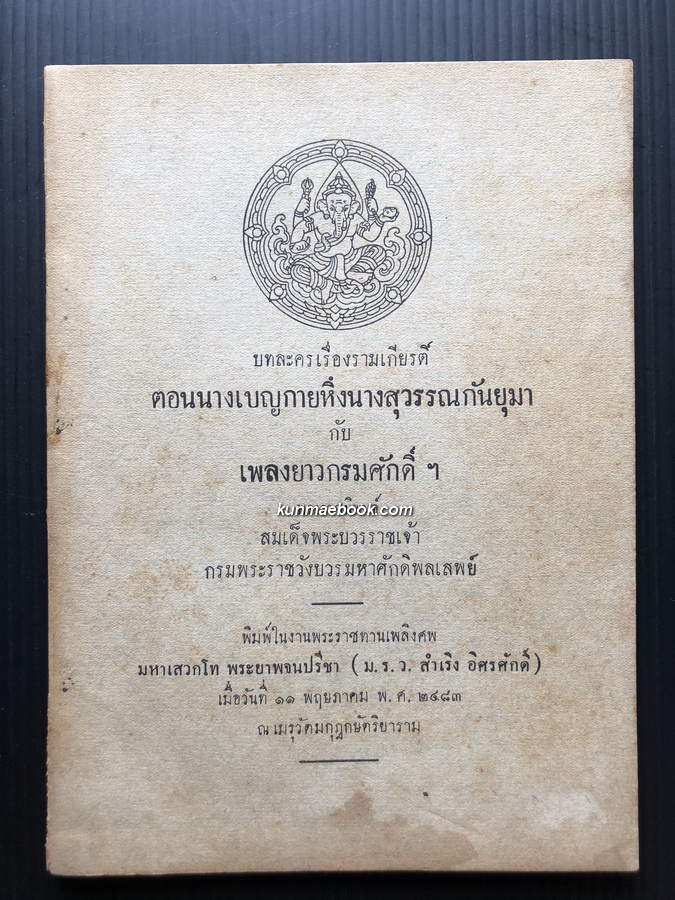 บทละครเรื่องรามเกียรติ์
ตอนนางเบญกายหึงนางสุวรรณกันยุมา
กับ
เพลงยาวกรมศักดิ์ ฯ
kunmaebook.com
สมเด็จพระบวรราชเจ้า
กรมพระราชวังบวรมหาศักดิพลเสพย์
พิมพ์ในงานพระราชทานเพลิงศพ
มหาเสวกโท พระยาพจนปรีชา ( ม. ร. ว. สำเริง อิศรศักดิ์ )
เมื่อวันที่ ๑๑ พฤษภาคม พ. ศ. ๒๔๘๓
ณ เมรุวัดมกุฎกษัตริยาราม